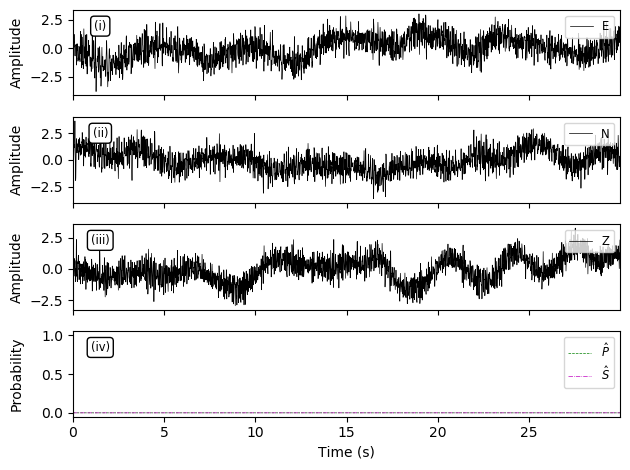 2.5
0.0
−2.5
Amplitude
(i)
E
2.5
0.0
−2.5
Amplitude
(ii)
N
2.5
0.0
−2.5
Amplitude
(iii)
Z
1.0
0.5
0.0
Probability
(iv)
P̂
Ŝ
0 5 10 15 20 25
Time (s)